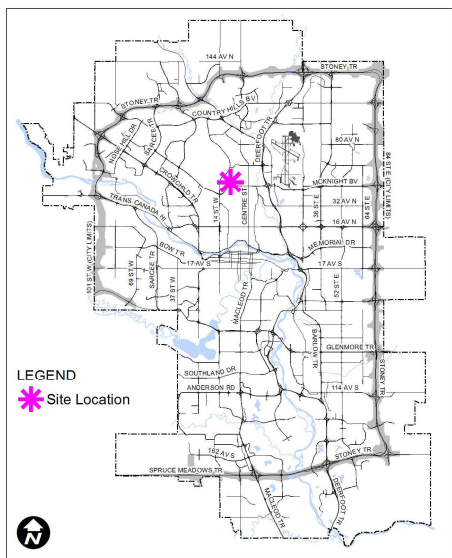 144 AV N
STONEY TR
STONEY TR
COUNTRY HILLS BV
SARCEE TR
NOSE HILL DR
CROWCHILD TR
DEERFOOT TR
80 AV N
MCKNIGHT BV
14 ST W
CENTRE ST
36 ST E
32 AV N
16 AV N
64 ST E
84 ST E (CITY LIMITS)
TRANS CANADA HI
BOW TR
MEMORIAL DR
17 AV S
17 AV S
101 ST W (CITY LIMITS)
69 ST W
SARCEE TR
37 ST W
MACLEOD TR
52 ST E
BARLOW TR
GLENMORE TR
STONEY TR
LEGEND
Site Location
SOUTHLAND DR
ANDERSON RD
114 AV S
162 AV S
STONEY TR
SPRUCE MEADOWS TR
MACLEOD TR
DEERFOOT TR
N